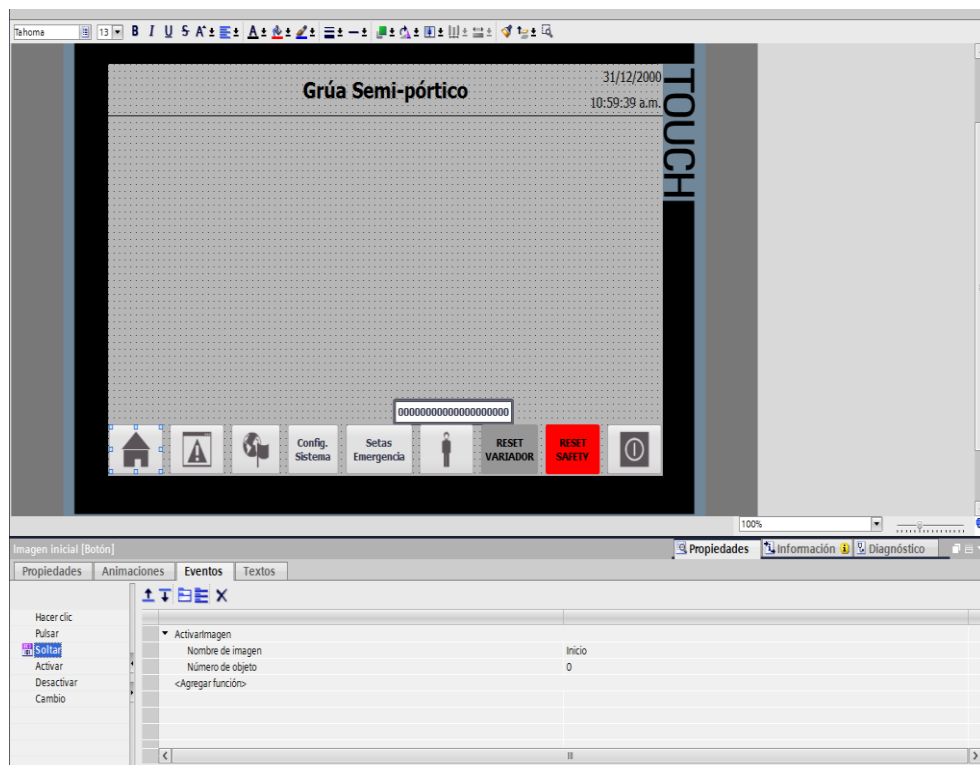 Tahoma 13 B I U S A A
31/12/2000
Grúa Semi-pórtico
10:59:39 a.m.
TOUCH
00000000000000000000
Config. Sistema
Setas Emergencia
RESET VARIADOR
RESET SAFETY
100%
Imagen inicial [Botón]
Propiedades Información Diagnóstico
Propiedades Animaciones Eventos Textos
Hacer clic
Pulsar
Soltar
Activar
Desactivar
Cambio
ActivarImagen
Nombre de imagen Inicio
Número de objeto 0
<Agregar función>